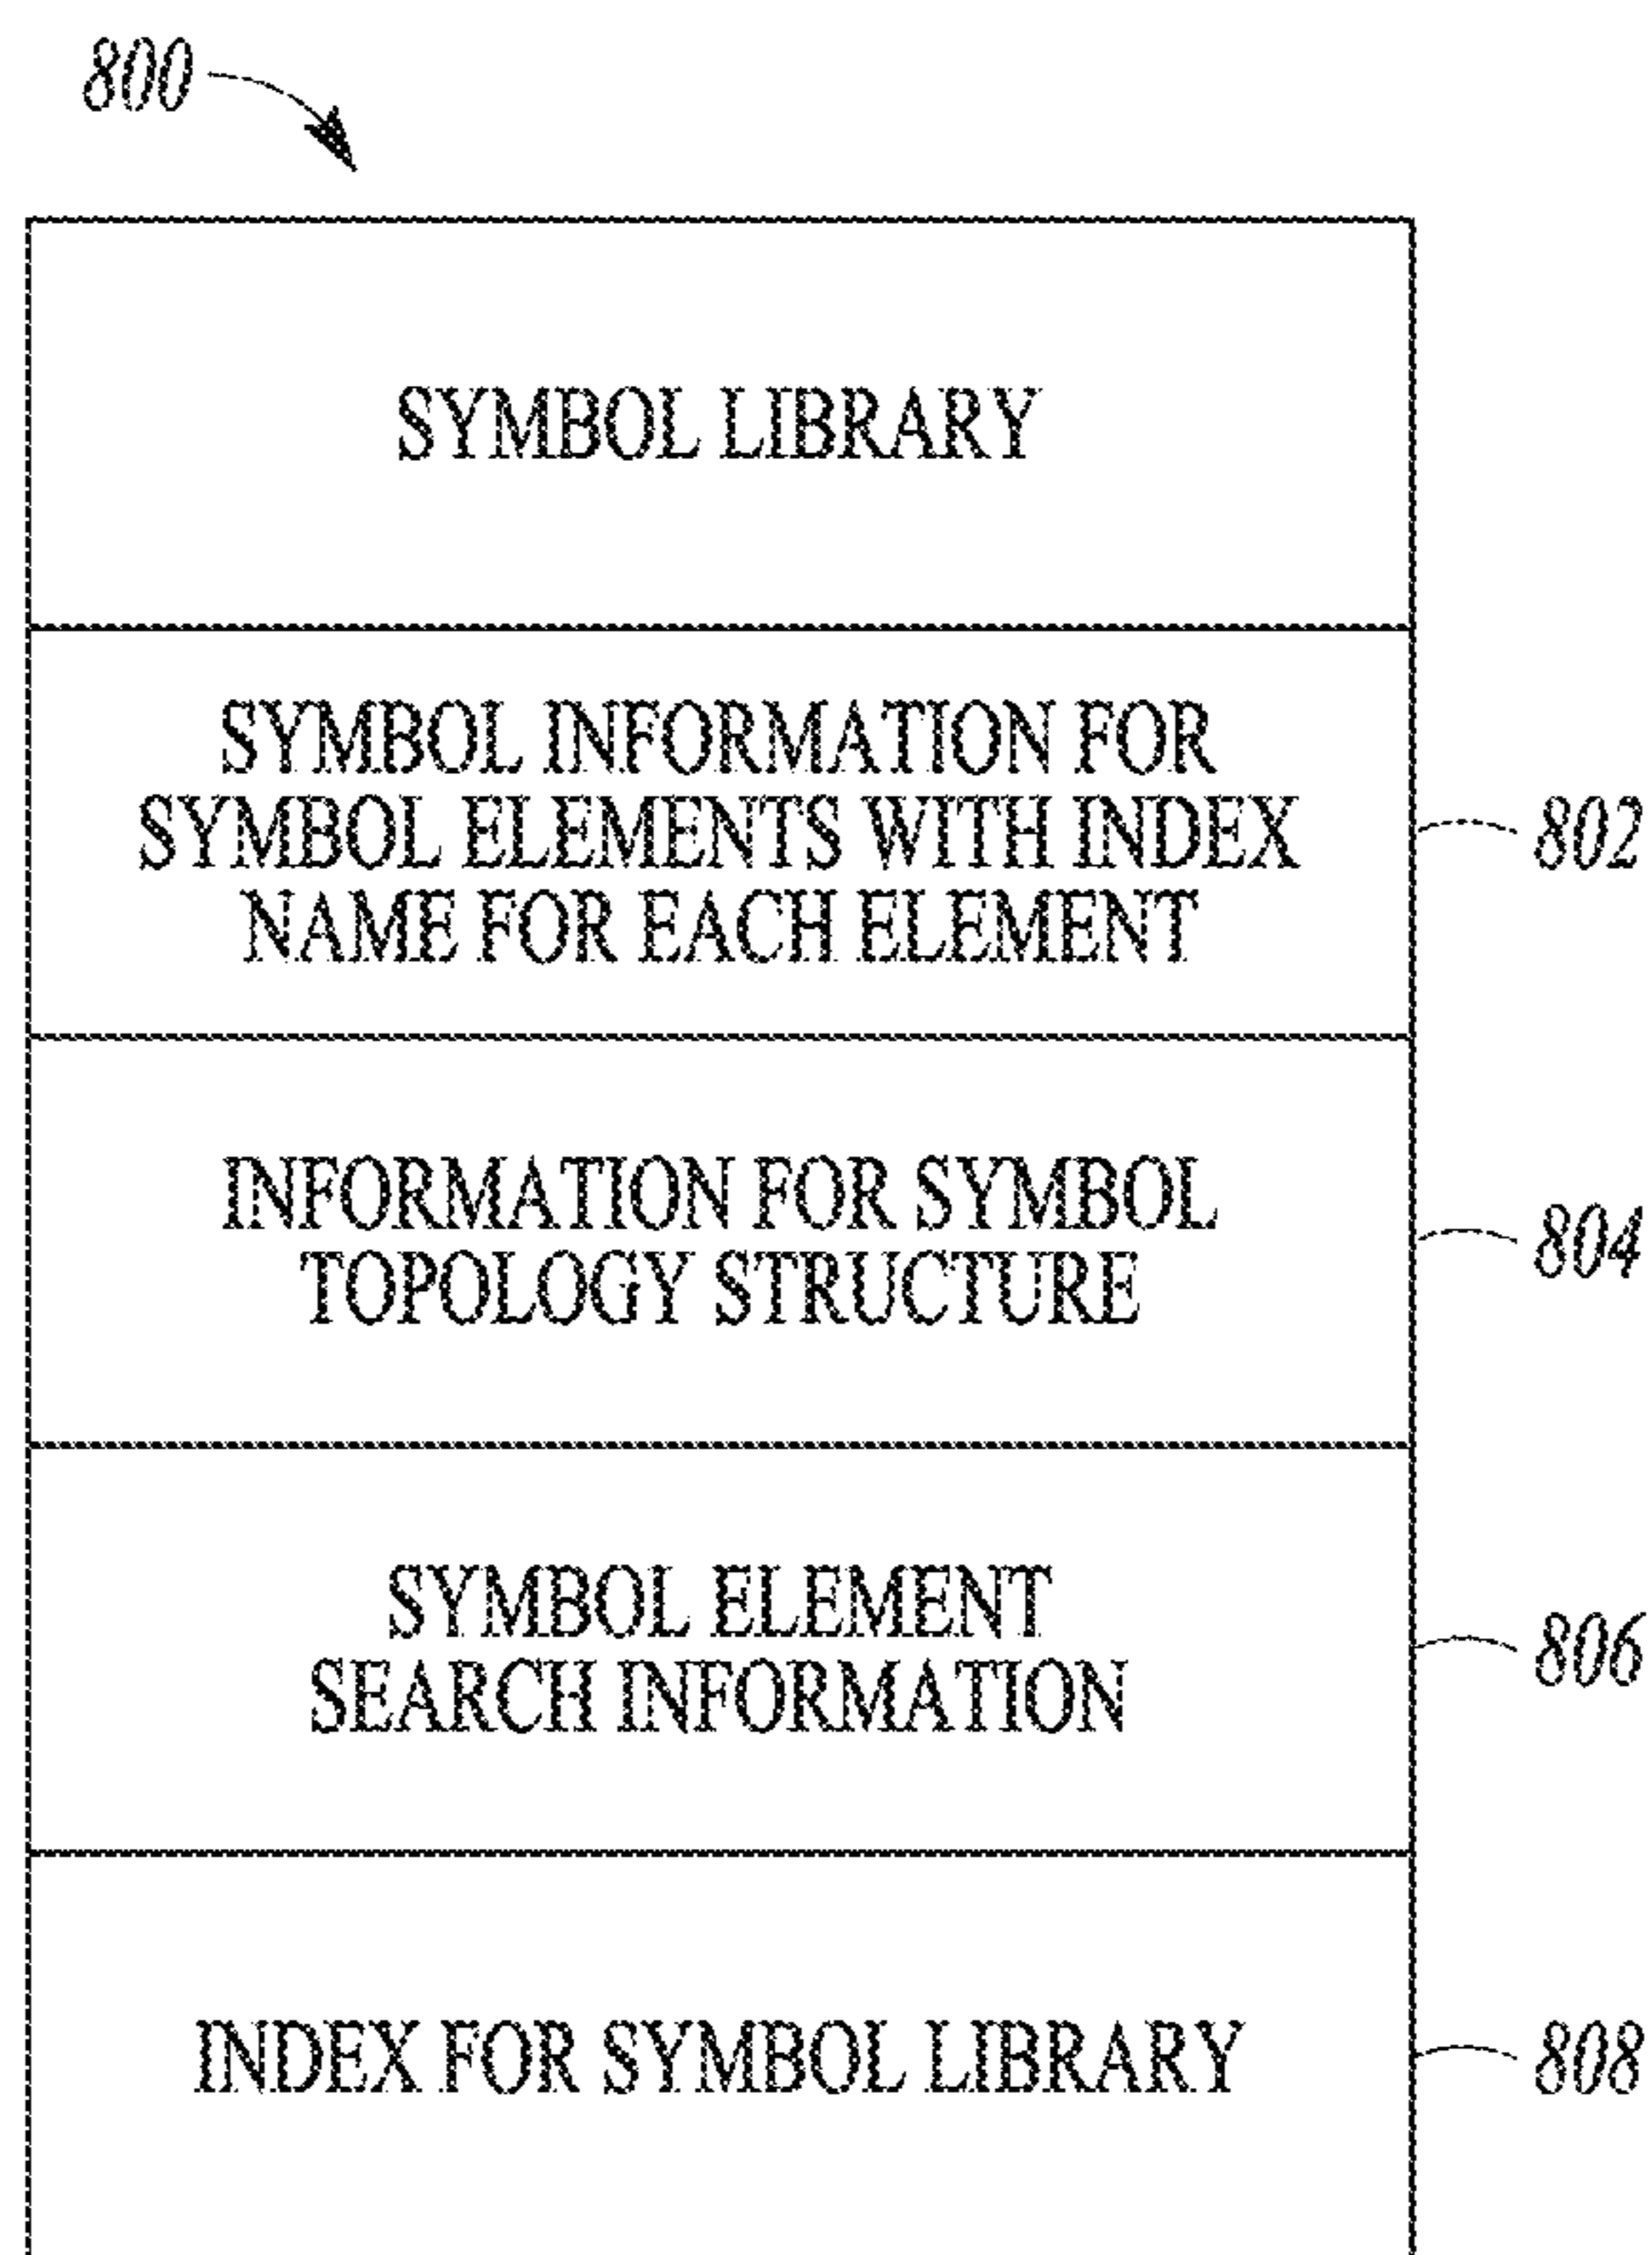 800
SYMBOL LIBRARY
SYMBOL INFORMATION FOR
SYMBOL ELEMENTS WITH INDEX
NAME FOR EACH ELEMENT
802
INFORMATION FOR SYMBOL
TOPOLOGY STRUCTURE
804
SYMBOL ELEMENT
SEARCH INFORMATION
806
INDEX FOR SYMBOL LIBRARY
808